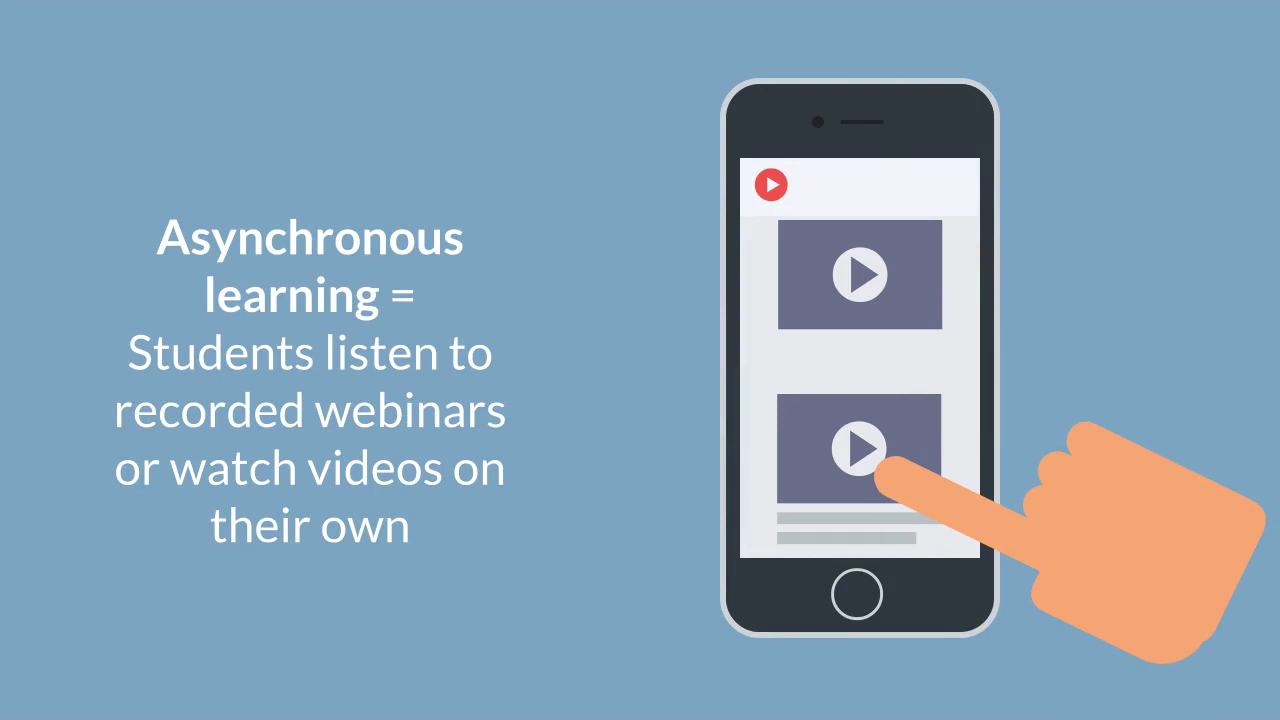 Asynchronous
learning =
Students listen to
recorded webinars
or watch videos on
their own